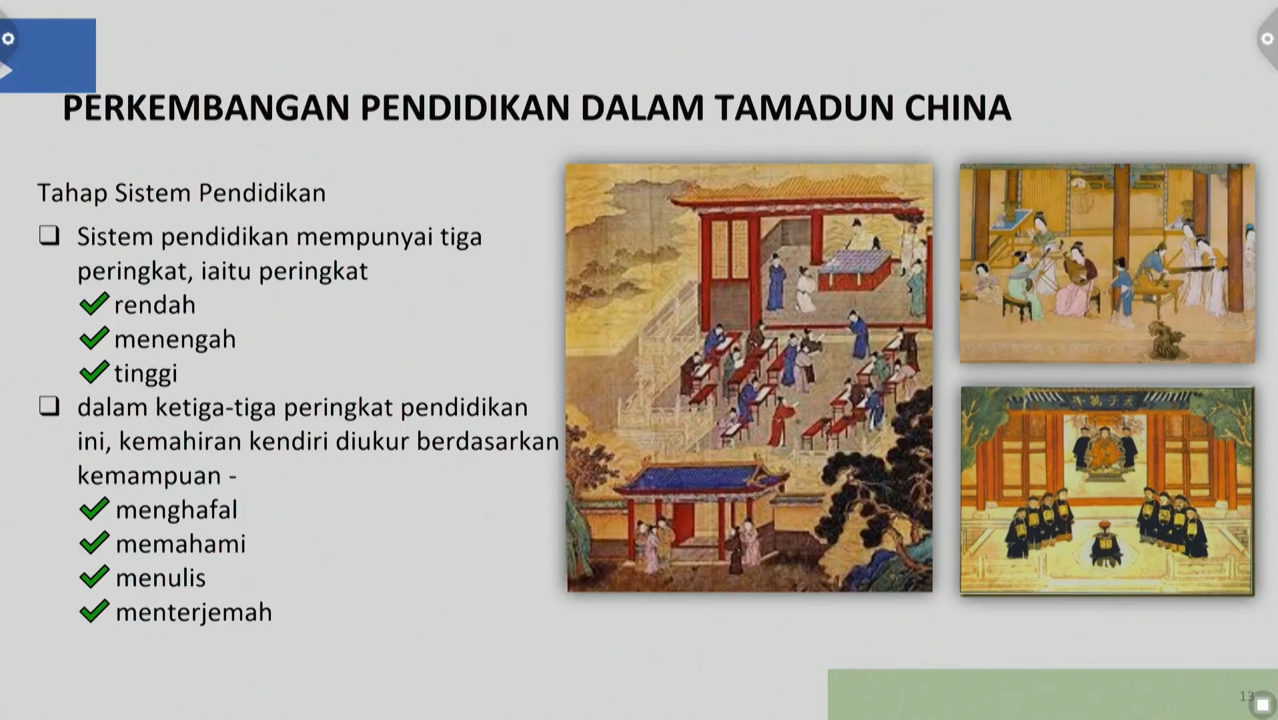 PERKEMBANGAN PENDIDIKAN DALAM TAMADUN CHINA
Tahap Sistem Pendidikan
Sistem pendidikan mempunyai tiga
peringkat, iaitu peringkat
rendah
menengah
tinggi
dalam ketiga-tiga peringkat pendidikan
ini, kemahiran kendiri diukur berdasarkan
kemampuan -
menghafal
memahami
menulis
menterjemah
13